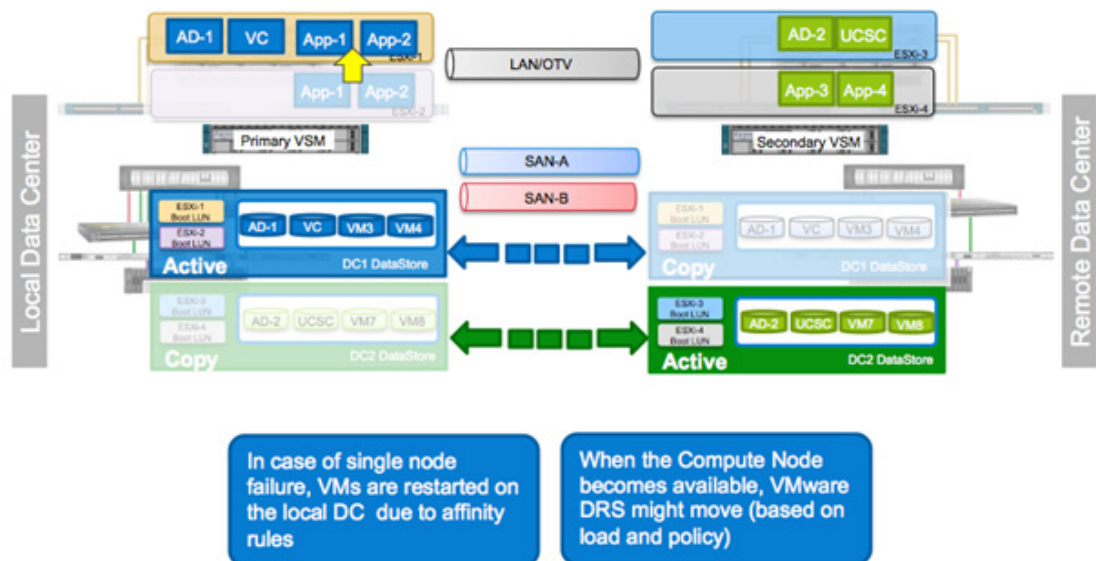 AD-1 VC App-1 App-2
ESXi-1
App-1 App-2
ESXi-2
Primary VSM
LAN/OTV
AD-2 UCSC
ESXi-3
App-3 App-4
ESXi-4
Secondary VSM
Local Data Center
Remote Data Center
SAN-A
SAN-B
ESXi-1
Boot LUN
ESXi-2
Boot LUN
AD-1 VC VM3 VM4
Active
DC1 DataStore
ESXi-1
Boot LUN
ESXi-2
Boot LUN
AD-1 VC VM3 VM4
Copy
DC1 DataStore
ESXi-3
Boot LUN
ESXi-4
Boot LUN
AD-2 UCSC VM7 VM8
Copy
DC2 DataStore
ESXi-3
Boot LUN
ESXi-4
Boot LUN
AD-2 UCSC VM7 VM8
Active
DC2 DataStore
In case of single node
failure, VMs are restarted on
the local DC due to affinity
rules
When the Compute Node
becomes available, VMware
DRS might move (based on
load and policy)